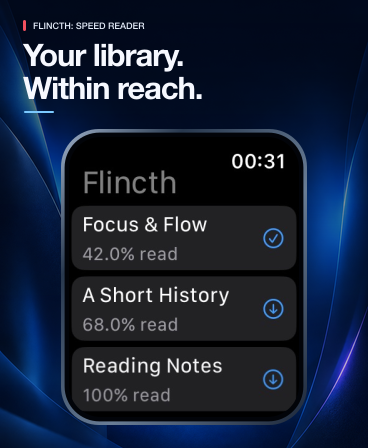 FLINCTH: SPEED READER
Your library.
Within reach.
00:31
Flincth
Focus & Flow
42.0% read
A Short History
68.0% read
Reading Notes
100% read